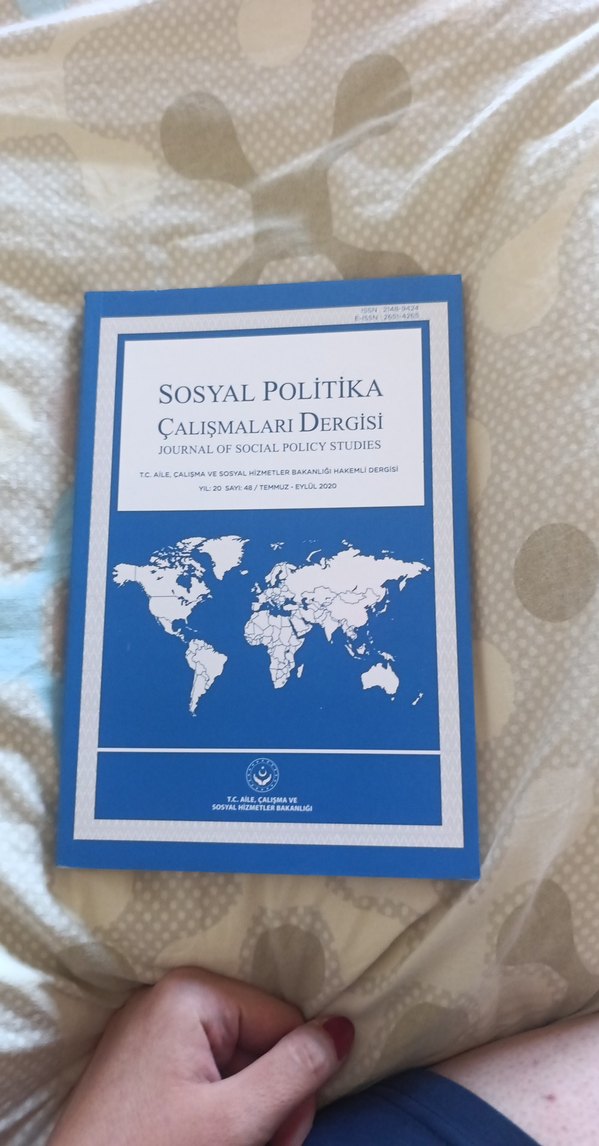 ISSN : 2148-9424
E-ISSN : 2651-4265
SOSYAL POLİTİKA
ÇALIŞMALARI DERGİSİ
JOURNAL OF SOCIAL POLICY STUDIES
T.C. AİLE, ÇALIŞMA VE SOSYAL HİZMETLER BAKANLIĞI HAKEMLİ DERGİSİ
YIL: 20 SAYI: 48 / TEMMUZ - EYLÜL 2020
T.C. AİLE, ÇALIŞMA VE
SOSYAL HİZMETLER BAKANLIĞI